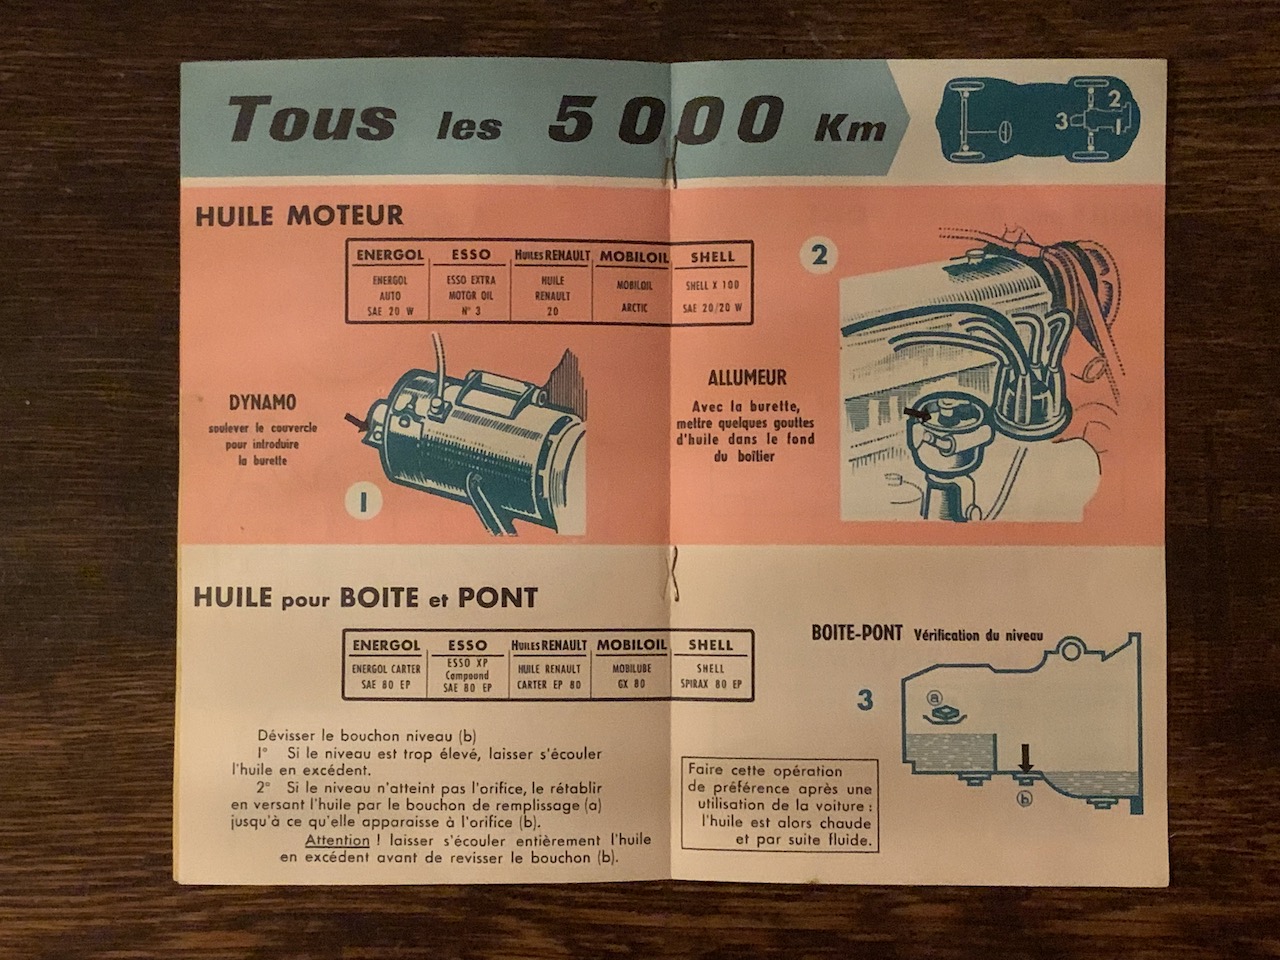 Tous les 5000 Km
3
2
1
HUILE MOTEUR
ENERGOL ESSO HUILES RENAULT MOBILOIL SHELL
ENERGOL ESSO EXTRA HUILE MOBILOIL SHELL X 100
AUTO MOTOR OIL RENAULT
SAE 20 W N° 3 20 ARCTIC SAE 20/20 W
DYNAMO
soulever le couvercle
pour introduire
la burette
1
2
ALLUMEUR
Avec la burette,
mettre quelques gouttes
d'huile dans le fond
du boîtier
HUILE pour BOITE et PONT
ENERGOL ESSO HUILES RENAULT MOBILOIL SHELL
ENERGOL CARTER ESSO XP HUILE RENAULT MOBILUBE SHELL
Compound
SAE 80 EP SAE 80 EP CARTER EP 80 GX 80 SPIRAX 80 EP
Dévisser le bouchon niveau (b)
1° Si le niveau est trop élevé, laisser s'écouler
l'huile en excédent.
2° Si le niveau n'atteint pas l'orifice, le rétablir
en versant l'huile par le bouchon de remplissage (a)
jusqu'à ce qu'elle apparaisse à l'orifice (b).
Attention ! laisser s'écouler entièrement l'huile
en excédent avant de revisser le bouchon (b).
BOITE-PONT Vérification du niveau
3
a
b
Faire cette opération
de préférence après une
utilisation de la voiture :
l'huile est alors chaude
et par suite fluide.